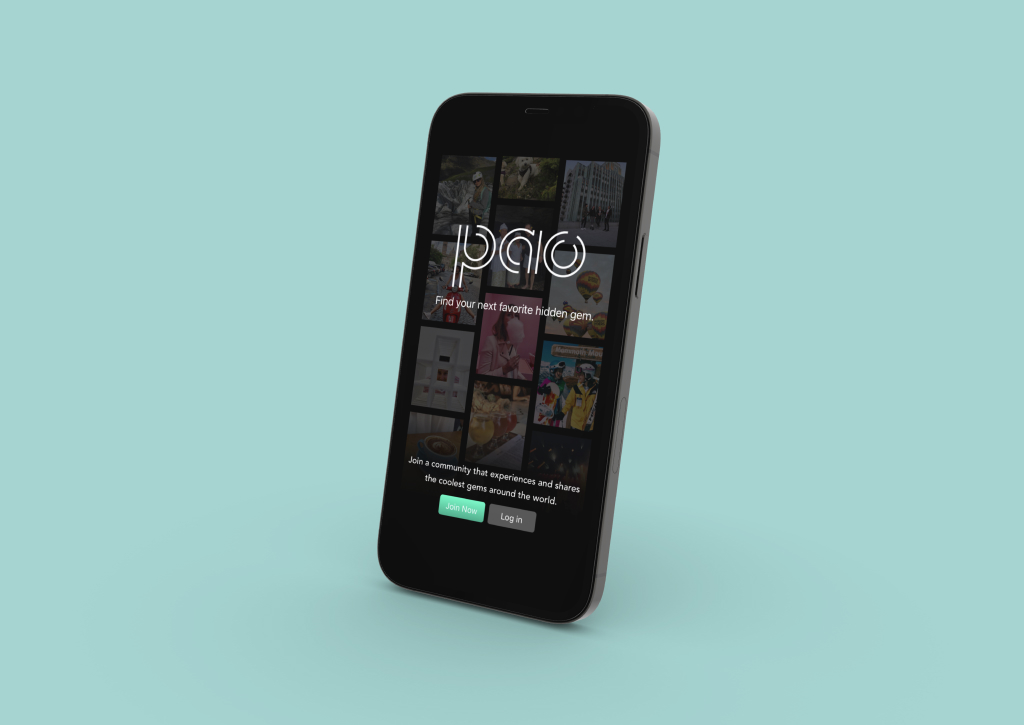 pao
Find your next favorite hidden gem.
Join a community that experiences and shares
the coolest gems around the world.
Join Now
Log in